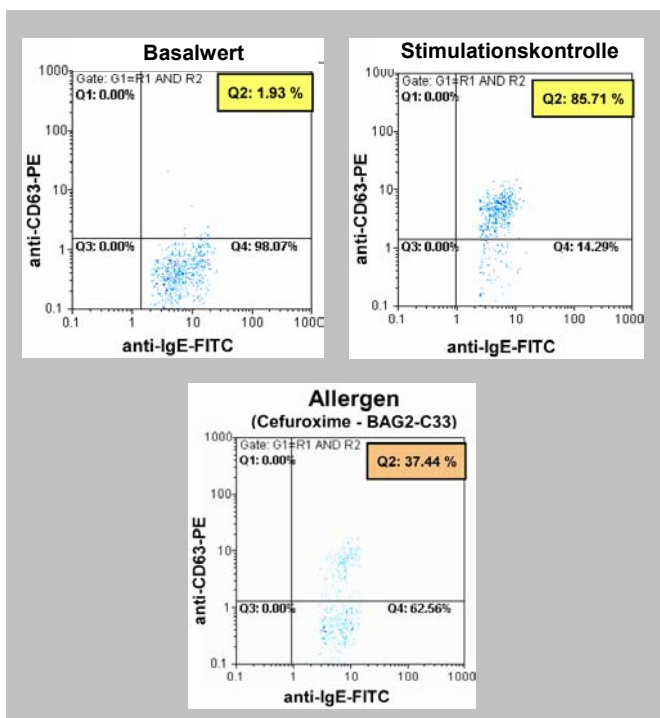 Basalwert
Gate: G1=R1 AND R2
Q1: 0.00%
Q2: 1.93 %
Q3: 0.00%
Q4: 98.07%
1000
100
10
1
0.1
anti-CD63-PE
0.1
1
10
100
1000
anti-IgE-FITC
Stimulationskontrolle
Gate: G1=R1 AND R2
Q1: 0.00%
Q2: 85.71 %
Q3: 0.00%
Q4: 14.29%
1000
100
10
1
0.1
anti-CD63-PE
0.1
1
10
100
1000
anti-IgE-FITC
Allergen
(Cefuroxime - BAG2-C33)
Gate: G1=R1 AND R2
Q1: 0.00%
Q2: 37.44 %
Q3: 0.00%
Q4: 62.56%
1000
100
10
1
0.1
anti-CD63-PE
0.1
1
10
100
1000
anti-IgE-FITC